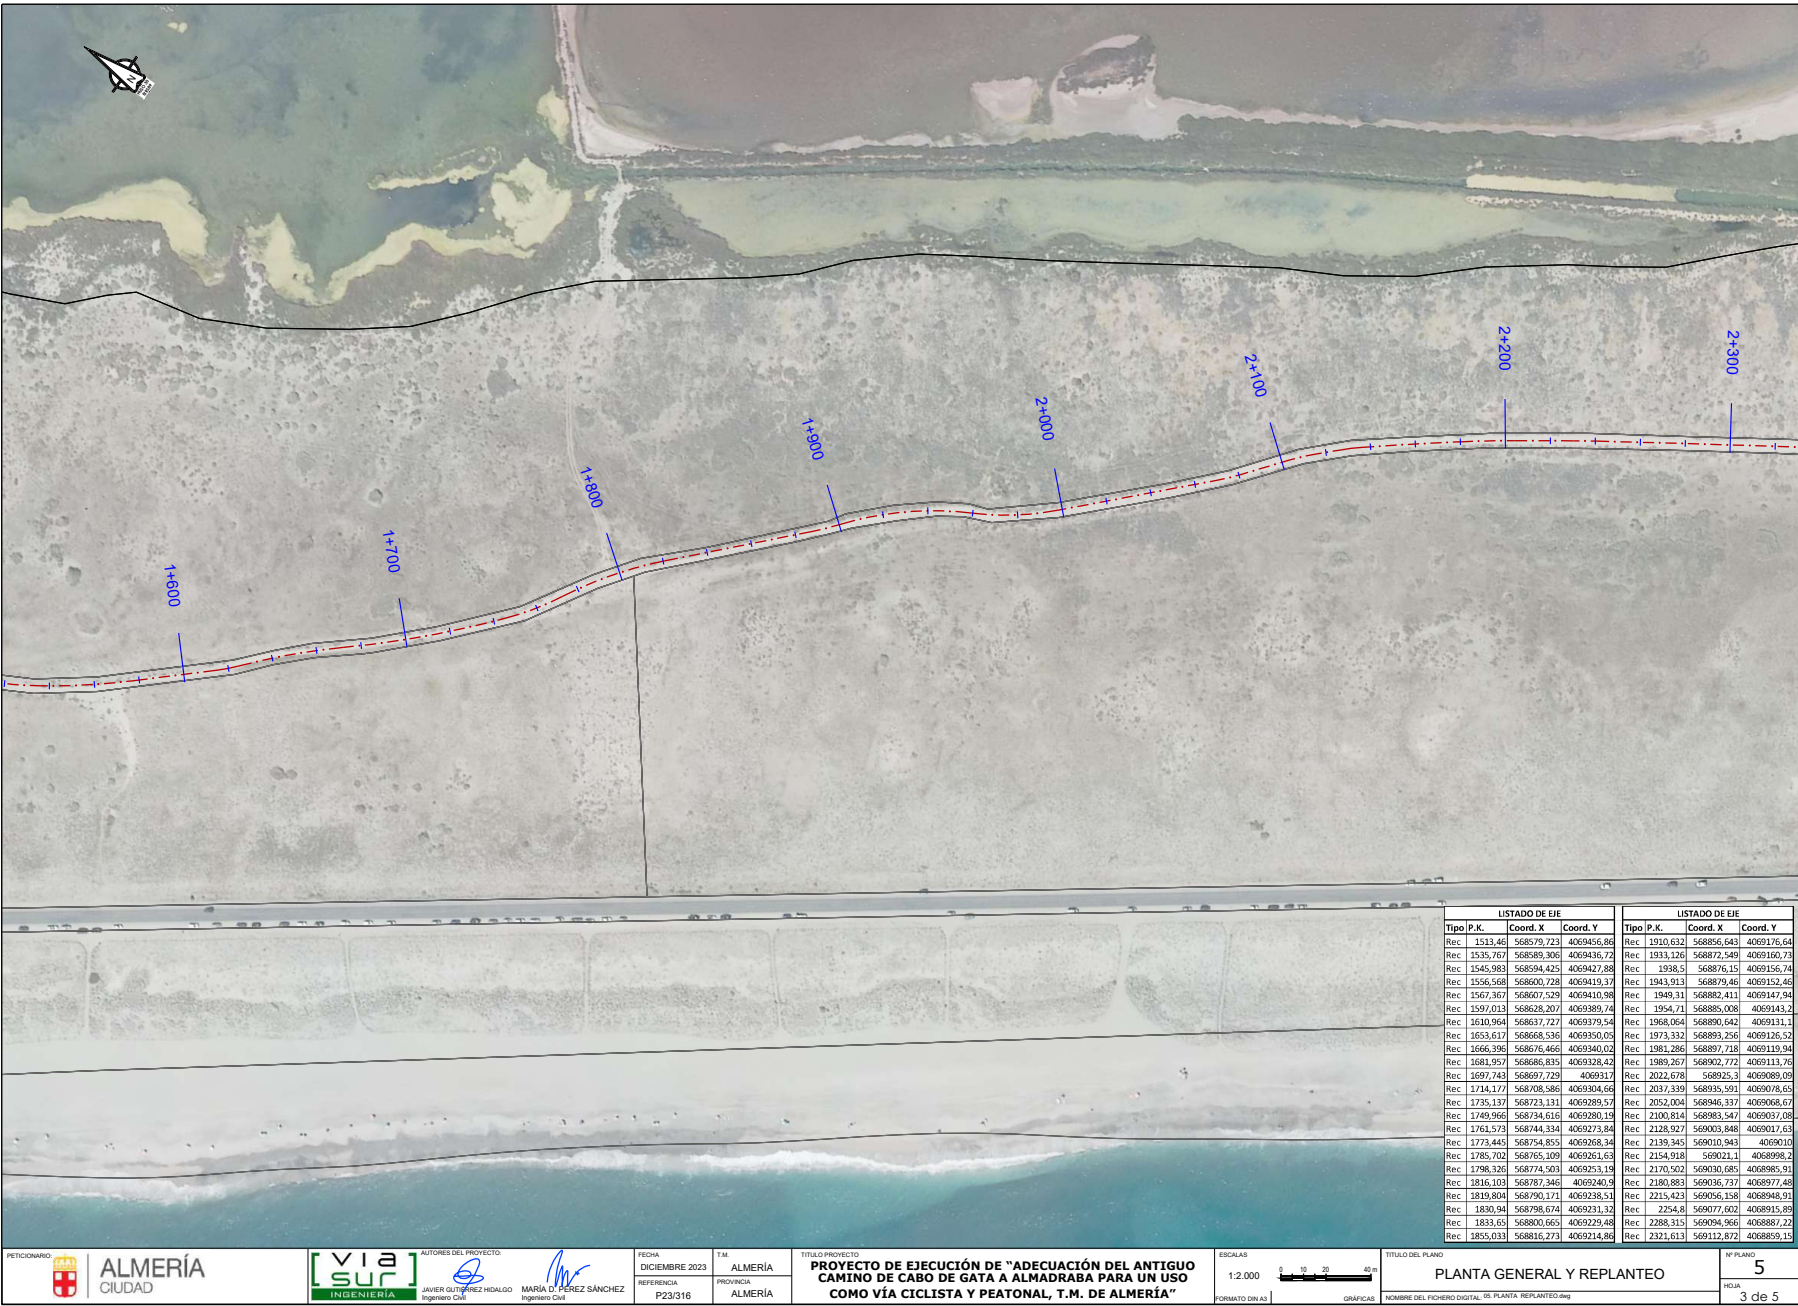 N
1+600
1+700
1+800
1+900
2+000
2+100
2+200
2+300
LISTADO DE EJE
Tipo P.K. Coord. X Coord. Y
Rec 1513,46 568579,723 4069456,86
Rec 1535,767 568589,306 4069436,72
Rec 1545,983 568594,425 4069427,88
Rec 1556,568 568600,728 4069419,37
Rec 1567,367 568607,529 4069410,98
Rec 1597,013 568628,207 4069389,74
Rec 1610,964 568637,727 4069379,54
Rec 1653,617 568668,536 4069350,05
Rec 1666,396 568676,466 4069340,02
Rec 1681,957 568686,835 4069328,42
Rec 1697,743 568697,729 4069317
Rec 1714,177 568708,586 4069304,66
Rec 1735,137 568723,131 4069289,57
Rec 1749,966 568734,616 4069280,19
Rec 1761,573 568744,334 4069273,84
Rec 1773,445 568754,855 4069268,34
Rec 1785,702 568765,109 4069261,63
Rec 1798,326 568774,503 4069253,19
Rec 1816,103 568787,346 4069240,9
Rec 1819,804 568790,171 4069238,51
Rec 1830,94 568798,674 4069231,32
Rec 1833,65 568800,665 4069229,48
Rec 1855,033 568816,273 4069214,86
LISTADO DE EJE
Tipo P.K. Coord. X Coord. Y
Rec 1910,632 568856,643 4069176,64
Rec 1933,126 568872,549 4069160,73
Rec 1938,5 568876,15 4069156,74
Rec 1943,913 568879,46 4069152,46
Rec 1949,31 568882,411 4069147,94
Rec 1954,71 568885,008 4069143,2
Rec 1968,064 568890,642 4069131,1
Rec 1973,332 568893,256 4069126,52
Rec 1981,286 568897,718 4069119,94
Rec 1989,267 568902,772 4069113,76
Rec 2022,678 568925,3 4069089,09
Rec 2037,339 568935,591 4069078,65
Rec 2052,004 568946,337 4069068,67
Rec 2100,814 568983,547 4069037,08
Rec 2128,927 569003,848 4069017,63
Rec 2139,345 569010,943 4069010
Rec 2154,918 569021,1 4068998,2
Rec 2170,502 569030,685 4068985,91
Rec 2180,883 569036,737 4068977,48
Rec 2215,423 569056,158 4068948,91
Rec 2254,8 569077,602 4068915,89
Rec 2288,315 569094,966 4068887,22
Rec 2321,613 569112,872 4068859,15
PETICIONARIO:
ALMERÍA
CIUDAD
via
sur
INGENIERÍA
AUTORES DEL PROYECTO:
JAVIER GUTIÉRREZ HIDALGO
Ingeniero Civil
MARÍA D. PÉREZ SÁNCHEZ
Ingeniero Civil
FECHA
DICIEMBRE 2023
REFERENCIA
P23/316
T.M.
ALMERÍA
PROVINCIA
ALMERÍA
TITULO PROYECTO
PROYECTO DE EJECUCIÓN DE “ADECUACIÓN DEL ANTIGUO
CAMINO DE CABO DE GATA A ALMADRABA PARA UN USO
COMO VÍA CICLISTA Y PEATONAL, T.M. DE ALMERÍA”
ESCALAS
1:2.000
0 10 20 40 m
FORMATO DIN A3
GRÁFICAS
TITULO DEL PLANO
PLANTA GENERAL Y REPLANTEO
NOMBRE DEL FICHERO DIGITAL: 05. PLANTA REPLANTEO.dwg
Nº PLANO
5
HOJA
3 de 5